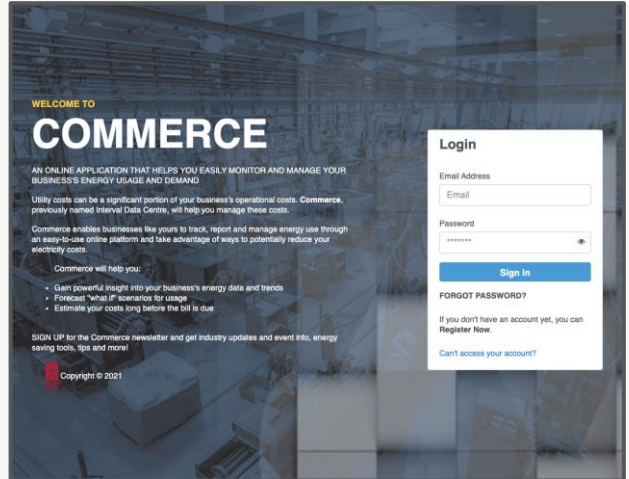 WELCOME TO
COMMERCE
AN ONLINE APPLICATION THAT HELPS YOU EASILY MONITOR AND MANAGE YOUR
BUSINESS'S ENERGY USAGE AND DEMAND
Utility costs can be a significant portion of your business's operational costs. Commerce,
previously named Interval Data Centre, will help you manage these costs.
Commerce enables businesses like yours to track, report and manage energy use through
an easy-to-use online platform and take advantage of ways to potentially reduce your
electricity costs.
Commerce will help you:
• Gain powerful insight into your business's energy data and trends
• Forecast "what if" scenarios for usage
• Estimate your costs long before the bill is due
SIGN UP for the Commerce newsletter and get industry updates and event info, energy
saving tools, tips and more!
Copyright © 2021
Login
Email Address
Email
Password
*******
Sign In
FORGOT PASSWORD?
If you don't have an account yet, you can
Register Now.
Can't access your account?